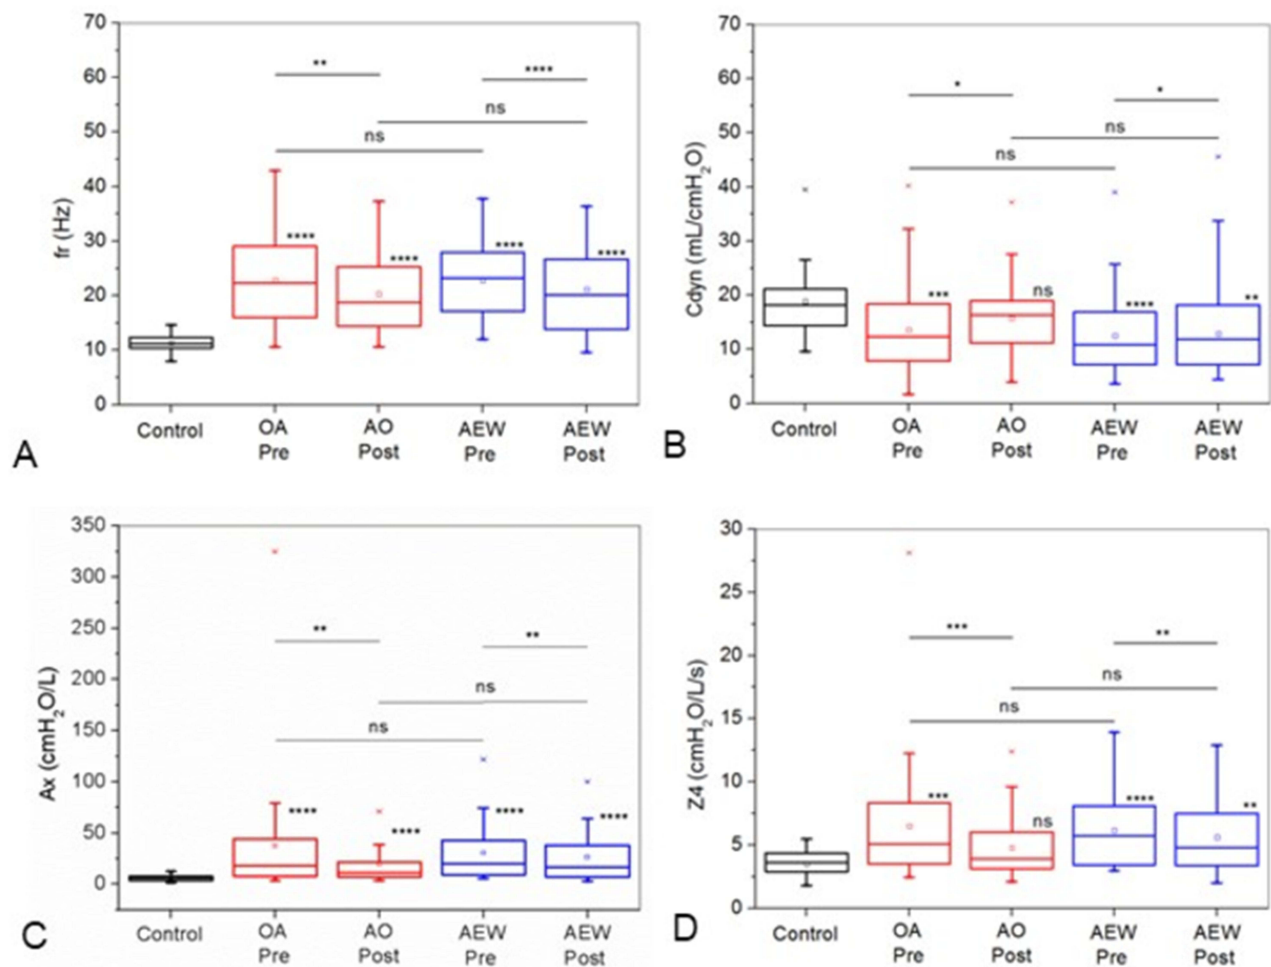 70
60
50
40
30
20
10
0
fr (Hz)
**
****
ns
ns
****
****
****
****
Control
OA
Pre
AO
Post
AEW
Pre
AEW
Post
A
70
60
50
40
30
20
10
0
Cdyn (mL/cmH₂O)
*
*
ns
ns
***
ns
****
**
Control
OA
Pre
AO
Post
AEW
Pre
AEW
Post
B
350
300
250
200
150
100
50
0
Ax (cmH₂O/L)
**
**
ns
ns
****
****
****
****
Control
OA
Pre
AO
Post
AEW
Pre
AEW
Post
C
30
25
20
15
10
5
0
Z4 (cmH₂O/L/s)
***
**
ns
ns
***
ns
****
**
Control
OA
Pre
AO
Post
AEW
Pre
AEW
Post
D